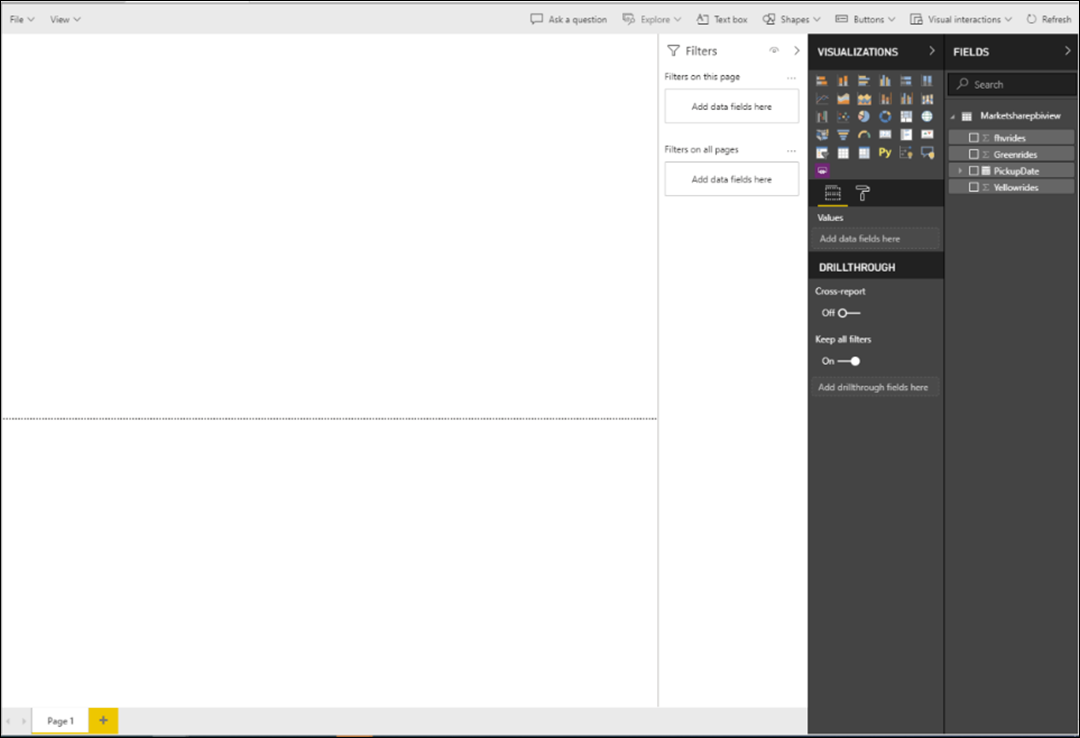 File View Ask a question Explore Text box Shapes Buttons Visual interactions Refresh
Filters
Filters on this page ...
Add data fields here
Filters on all pages ...
Add data fields here
VISUALIZATIONS
Py
Values
Add data fields here
DRILLTHROUGH
Cross-report
Off
Keep all filters
On
Add drillthrough fields here
FIELDS
Search
Marketsharepbiview
Σ fhvrides
Σ Greenrides
PickupDate
Σ Yellowrides
Page 1 +